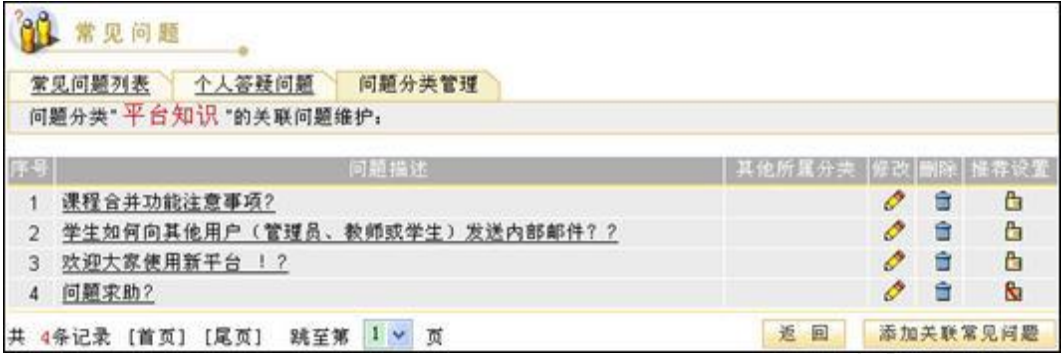 常见问题
常见问题列表 个人答疑问题 问题分类管理
问题分类"平台知识"的关联问题维护:
序号 问题描述 其他所属分类 修改 删除 推荐设置
1 课程合并功能注意事项?
2 学生如何向其他用户（管理员、教师或学生）发送内部邮件？?
3 欢迎大家使用新平台 ！?
4 问题求助?
共 4条记录 [首页] [尾页] 跳至第 1 页 返 回 添加关联常见问题